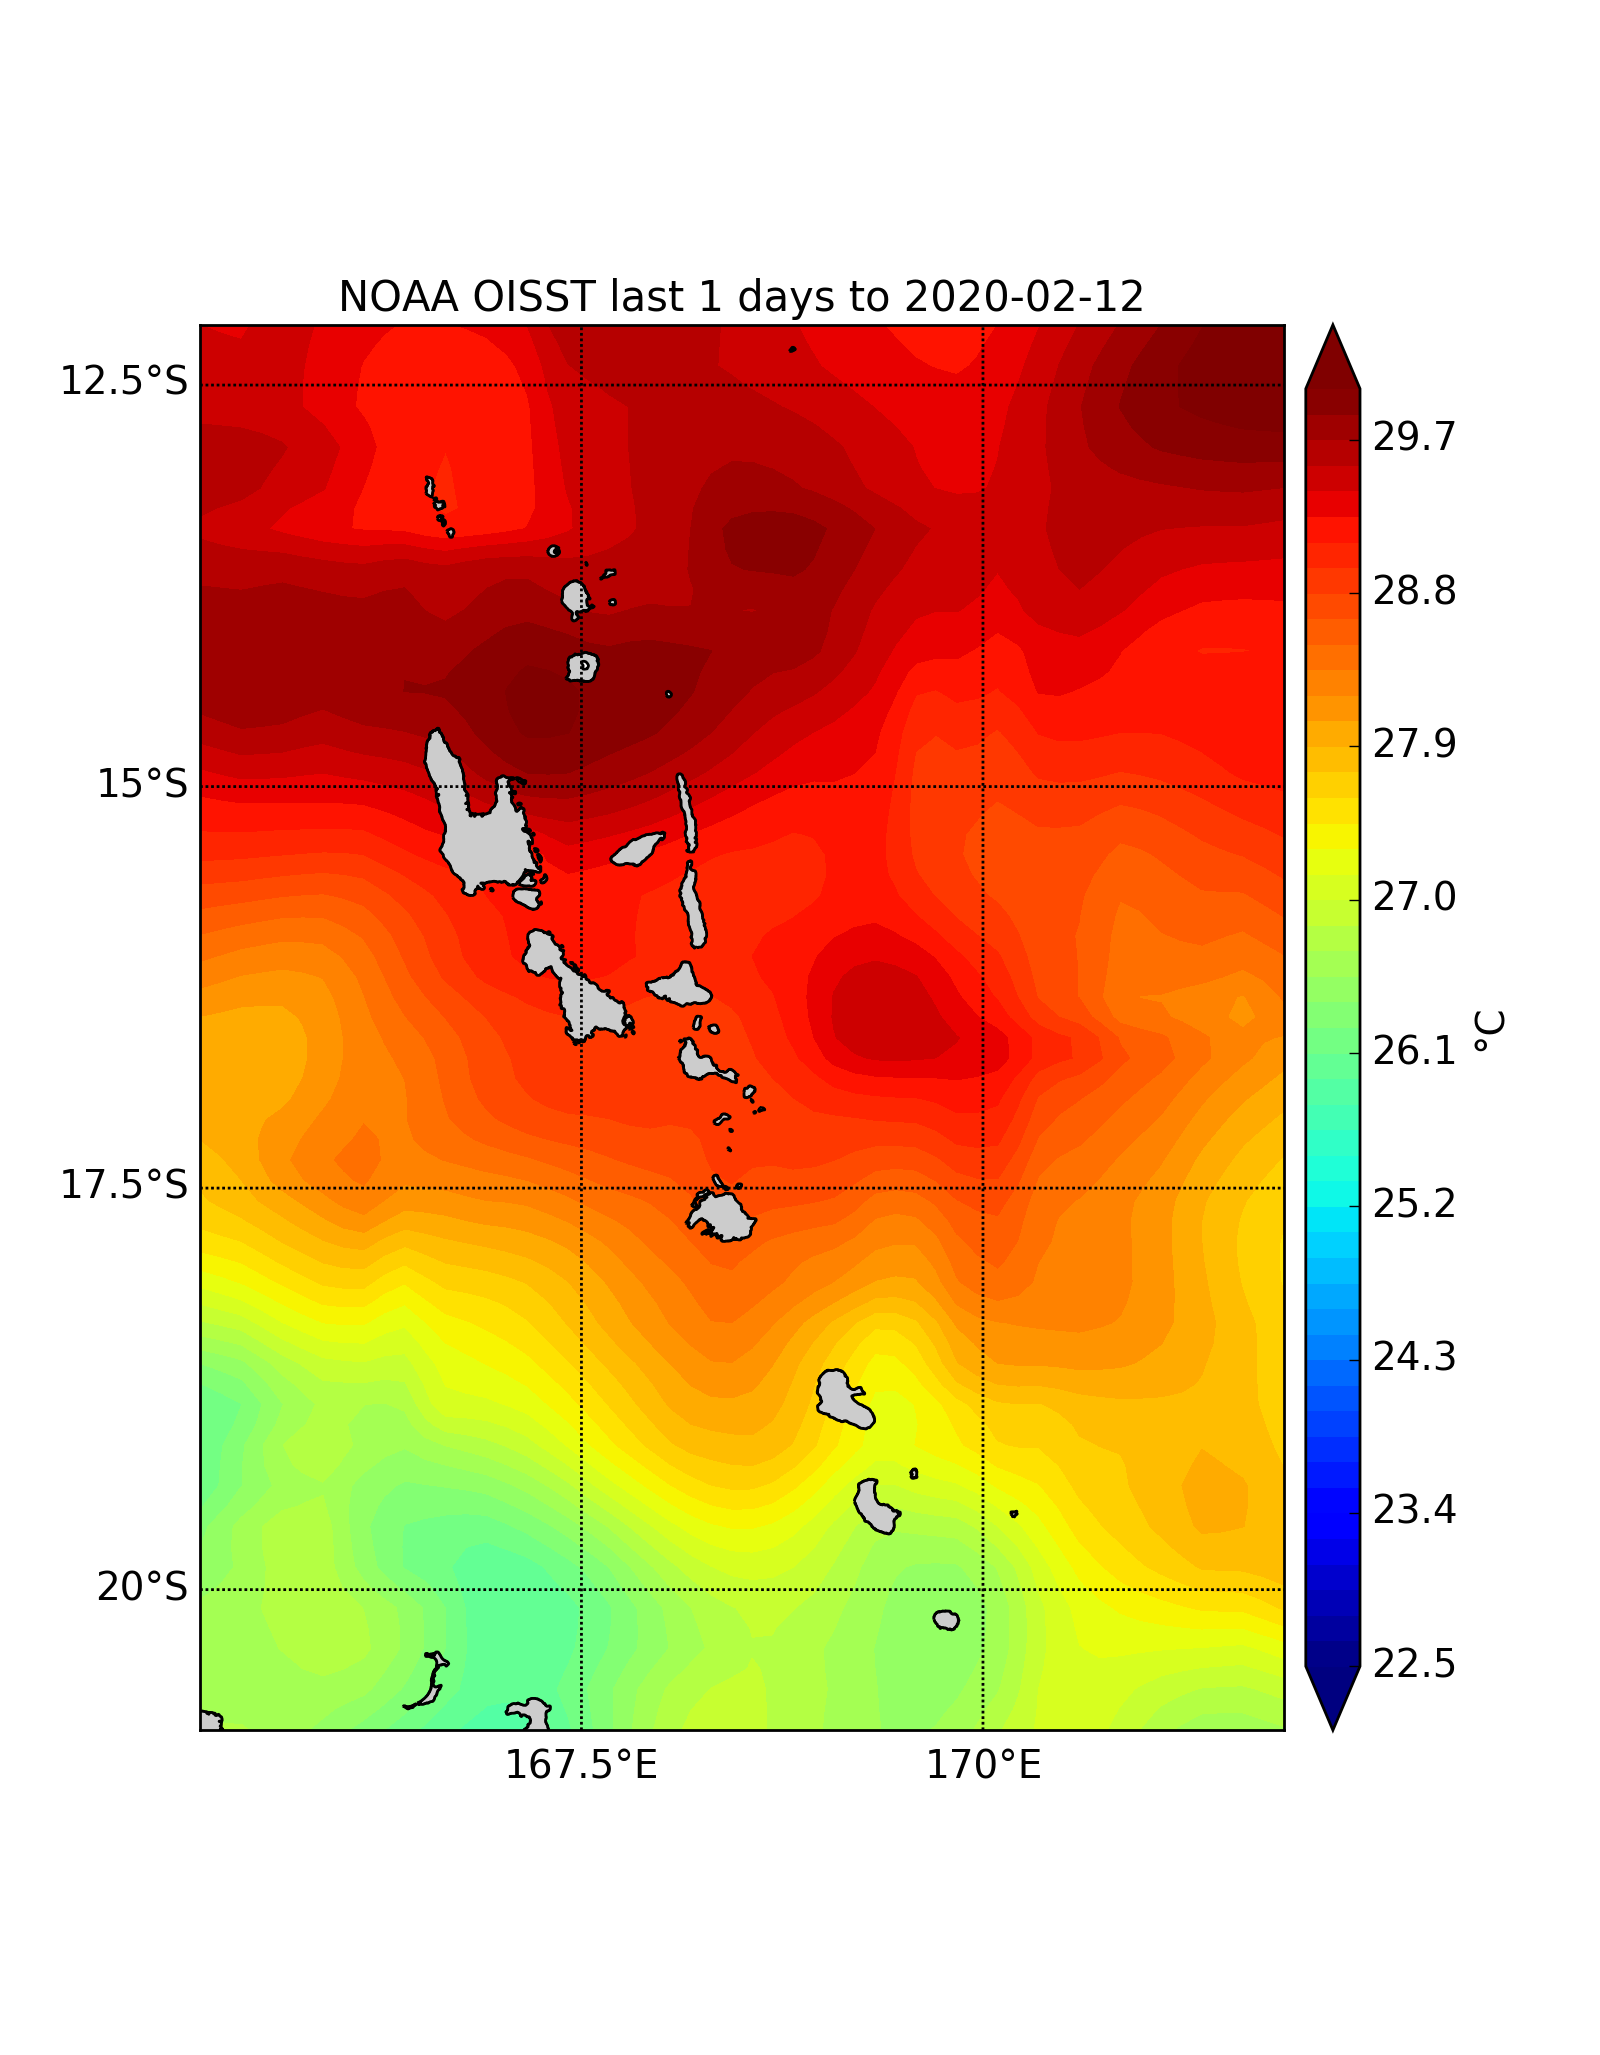 NOAA OISST last 1 days to 2020-02-12
12.5°S
15°S
17.5°S
20°S
167.5°E
170°E
29.7
28.8
27.9
27.0
26.1
25.2
24.3
23.4
22.5
°C